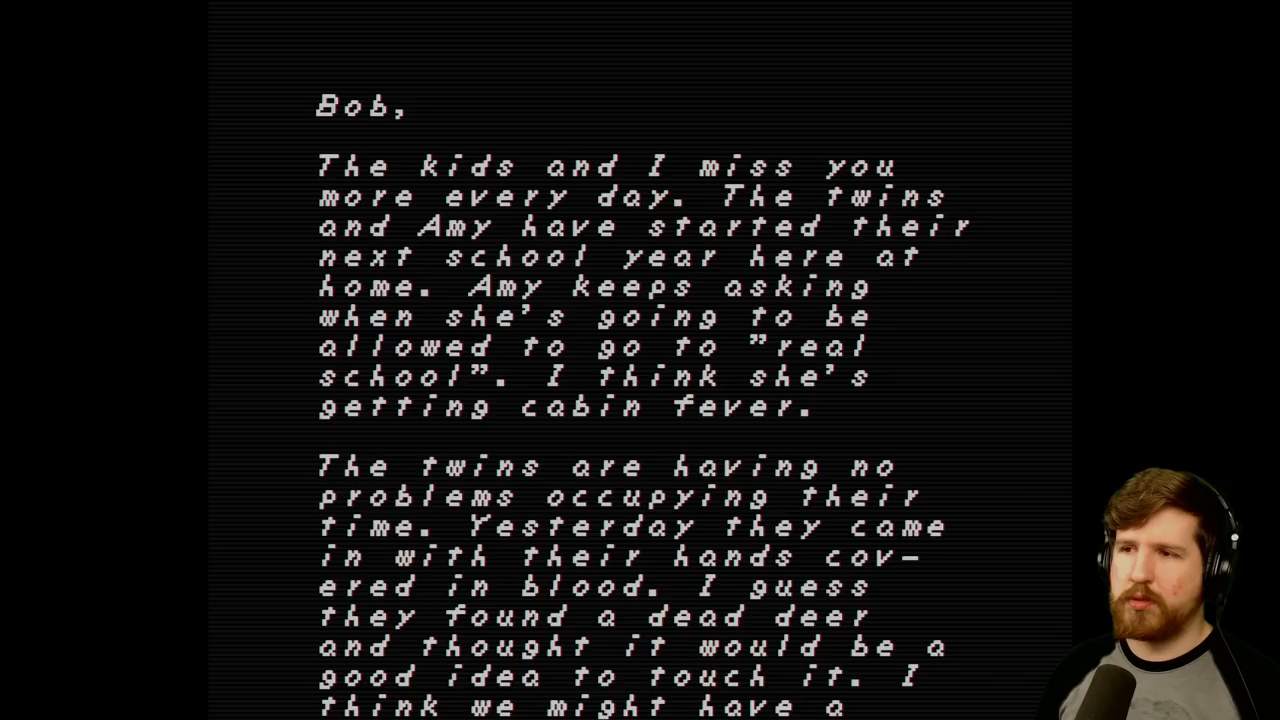 Bob,
The kids and I miss you
more every day. The twins
and Amy have started their
next school year here at
home. Amy keeps asking
when she's going to be
allowed to go to "real
school". I think she's
getting cabin fever.
The twins are having no
problems occupying their
time. Yesterday they came
in with their hands cov-
ered in blood. I guess
they found a dead deer
and thought it would be a
good idea to touch it. I
think we might have a